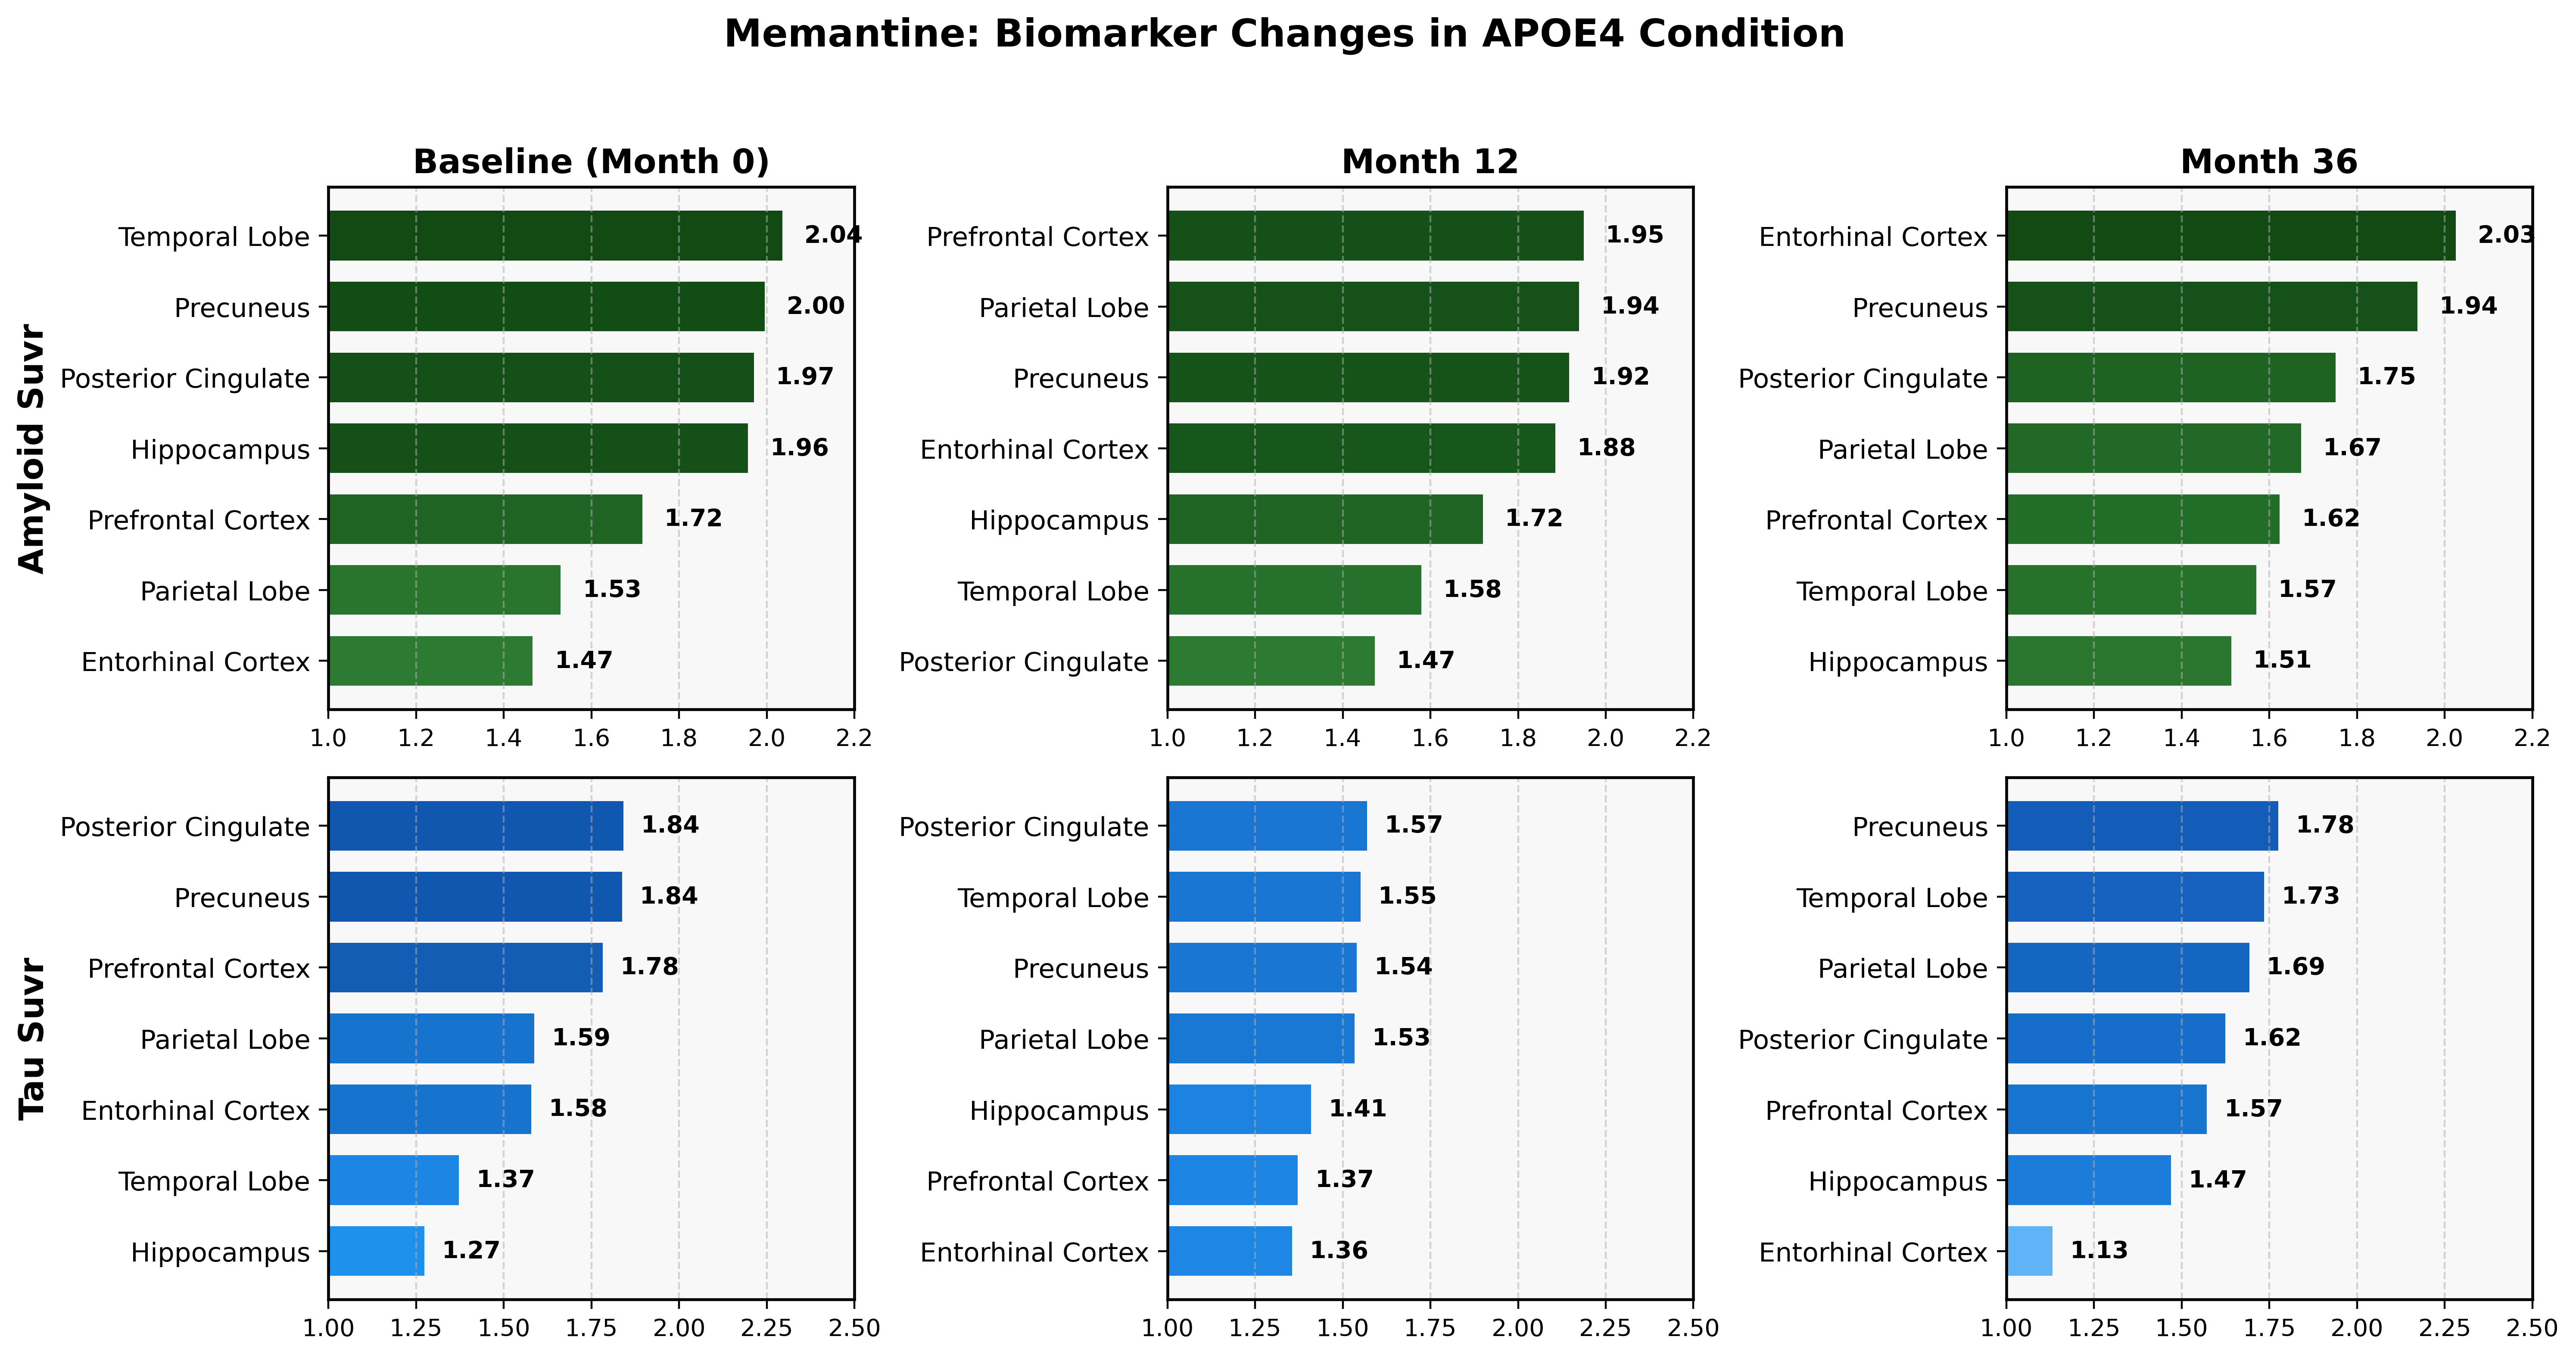 Memantine: Biomarker Changes in APOE4 Condition
Baseline (Month 0)
Amyloid Suvr
Temporal Lobe 2.04
Precuneus 2.00
Posterior Cingulate 1.97
Hippocampus 1.96
Prefrontal Cortex 1.72
Parietal Lobe 1.53
Entorhinal Cortex 1.47
1.0 1.2 1.4 1.6 1.8 2.0 2.2
Month 12
Prefrontal Cortex 1.95
Parietal Lobe 1.94
Precuneus 1.92
Entorhinal Cortex 1.88
Hippocampus 1.72
Temporal Lobe 1.58
Posterior Cingulate 1.47
1.0 1.2 1.4 1.6 1.8 2.0 2.2
Month 36
Entorhinal Cortex 2.03
Precuneus 1.94
Posterior Cingulate 1.75
Parietal Lobe 1.67
Prefrontal Cortex 1.62
Temporal Lobe 1.57
Hippocampus 1.51
1.0 1.2 1.4 1.6 1.8 2.0 2.2
Tau Suvr
Posterior Cingulate 1.84
Precuneus 1.84
Prefrontal Cortex 1.78
Parietal Lobe 1.59
Entorhinal Cortex 1.58
Temporal Lobe 1.37
Hippocampus 1.27
1.00 1.25 1.50 1.75 2.00 2.25 2.50
Posterior Cingulate 1.57
Temporal Lobe 1.55
Precuneus 1.54
Parietal Lobe 1.53
Hippocampus 1.41
Prefrontal Cortex 1.37
Entorhinal Cortex 1.36
1.00 1.25 1.50 1.75 2.00 2.25 2.50
Precuneus 1.78
Temporal Lobe 1.73
Parietal Lobe 1.69
Posterior Cingulate 1.62
Prefrontal Cortex 1.57
Hippocampus 1.47
Entorhinal Cortex 1.13
1.00 1.25 1.50 1.75 2.00 2.25 2.50